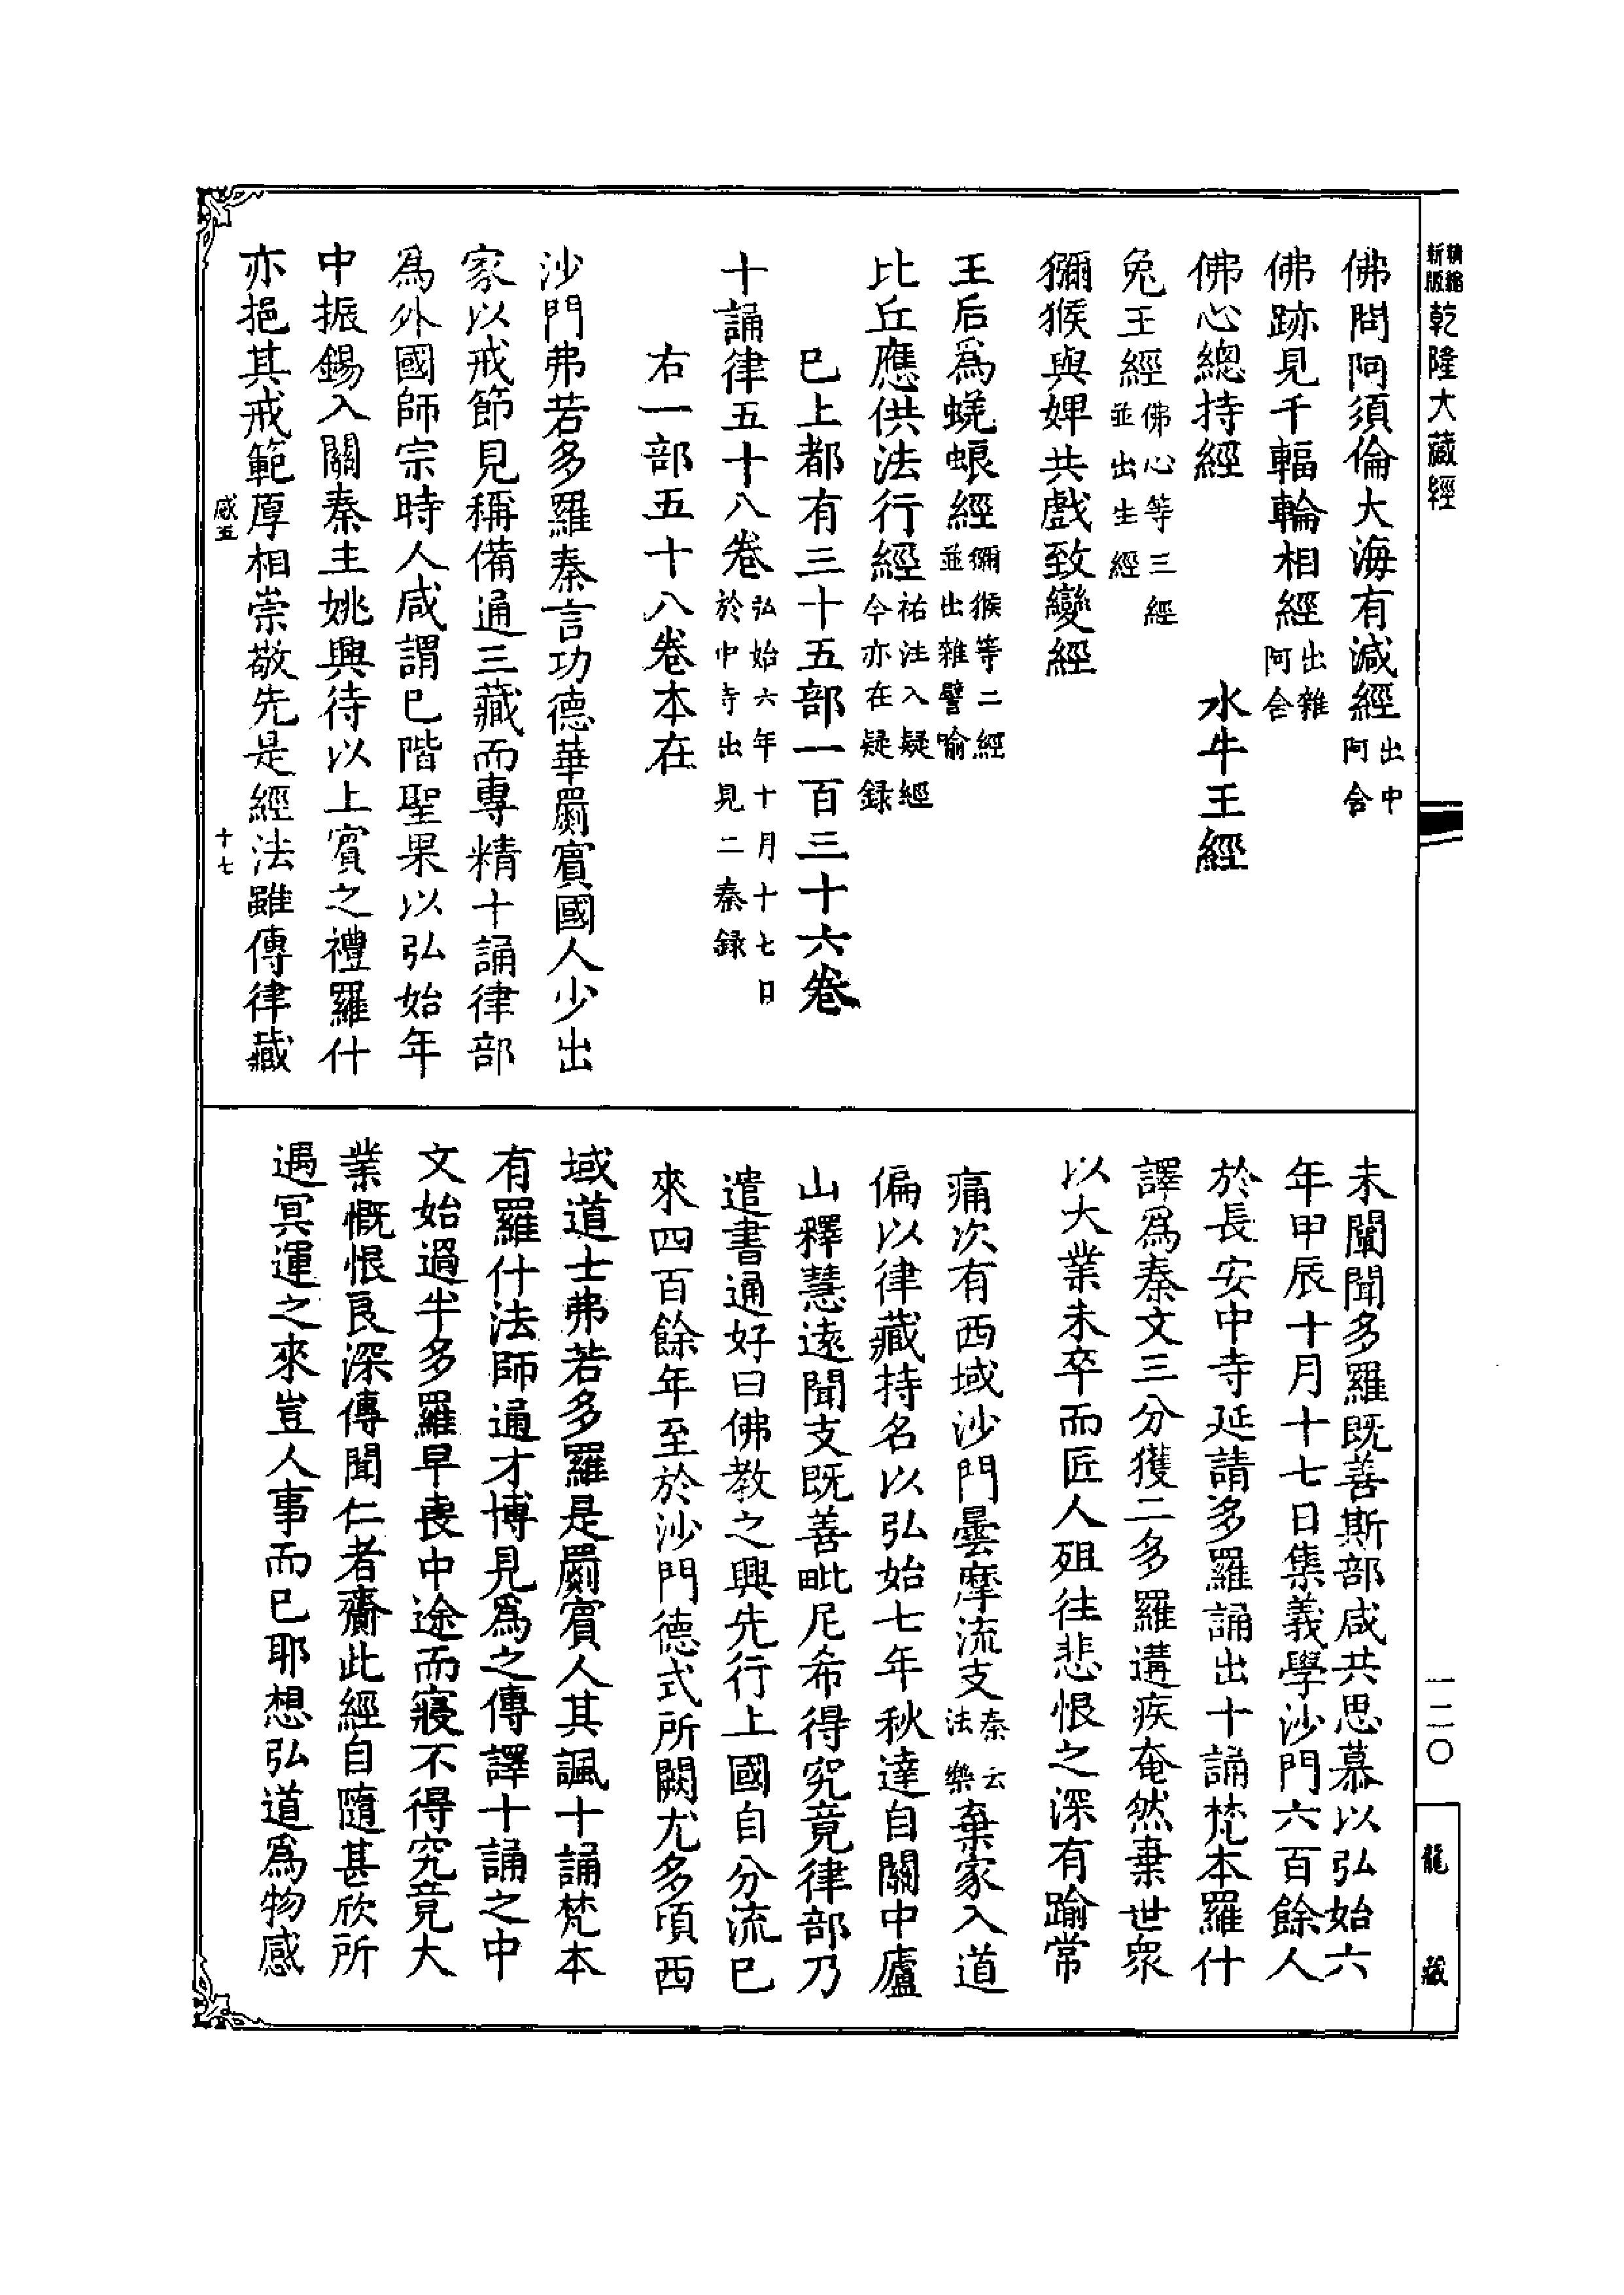 精縮新版乾隆大藏經
佛問阿須倫大海有減經出中阿含
佛跡見千輻輪相經出雜阿含
佛心總持經　水牛王經
兔王經佛心等三經並出生經
獼猴與婢共戲致變經
王后爲蜣蜋經獼猴等二經並出雜譬喻
比丘應供法行經祐法入疑經今亦在疑録
已上都有三十五部一百三十六卷
十誦律五十八卷弘始六年十月十七日於中寺出見二秦録
右一部五十八卷本在
沙門弗若多羅秦言功德華罽賓國人少出
家以戒節見稱備通三藏而專精十誦律部
爲外國師宗時人咸謂已階聖果以弘始年
中振錫入關秦主姚興待以上賓之禮羅什
亦挹其戒範厚相崇敬先是經法雖傳律藏
十七
未闡聞多羅既善斯部咸共思慕以弘始六
年甲辰十月十七日集義學沙門六百餘人
於長安中寺延請多羅誦出十誦梵本羅什
譯爲秦文三分獲二多羅遘疾奄然棄世衆
以大業未卒而匠人殂往悲恨之深有踰常
痛次有西域沙門曇摩流支秦云法樂棄家入道
偏以律藏持名以弘始七年秋達自關中廬
山釋慧遠聞支既善毗尼希得究竟律部乃
遣書通好曰佛教之興先行上國自分流已
來四百餘年至於沙門德式所闕尤多頃西
域道士弗若多羅是罽賓人其諷十誦梵本
有羅什法師通才博見爲之傳譯十誦之中
文始過半多羅早喪中途而寢不得究竟大
業慨恨良深傳聞仁者齎此經自隨甚欣所
遇冥運之來豈人事而已耶想弘道爲物感
一二〇
龍藏